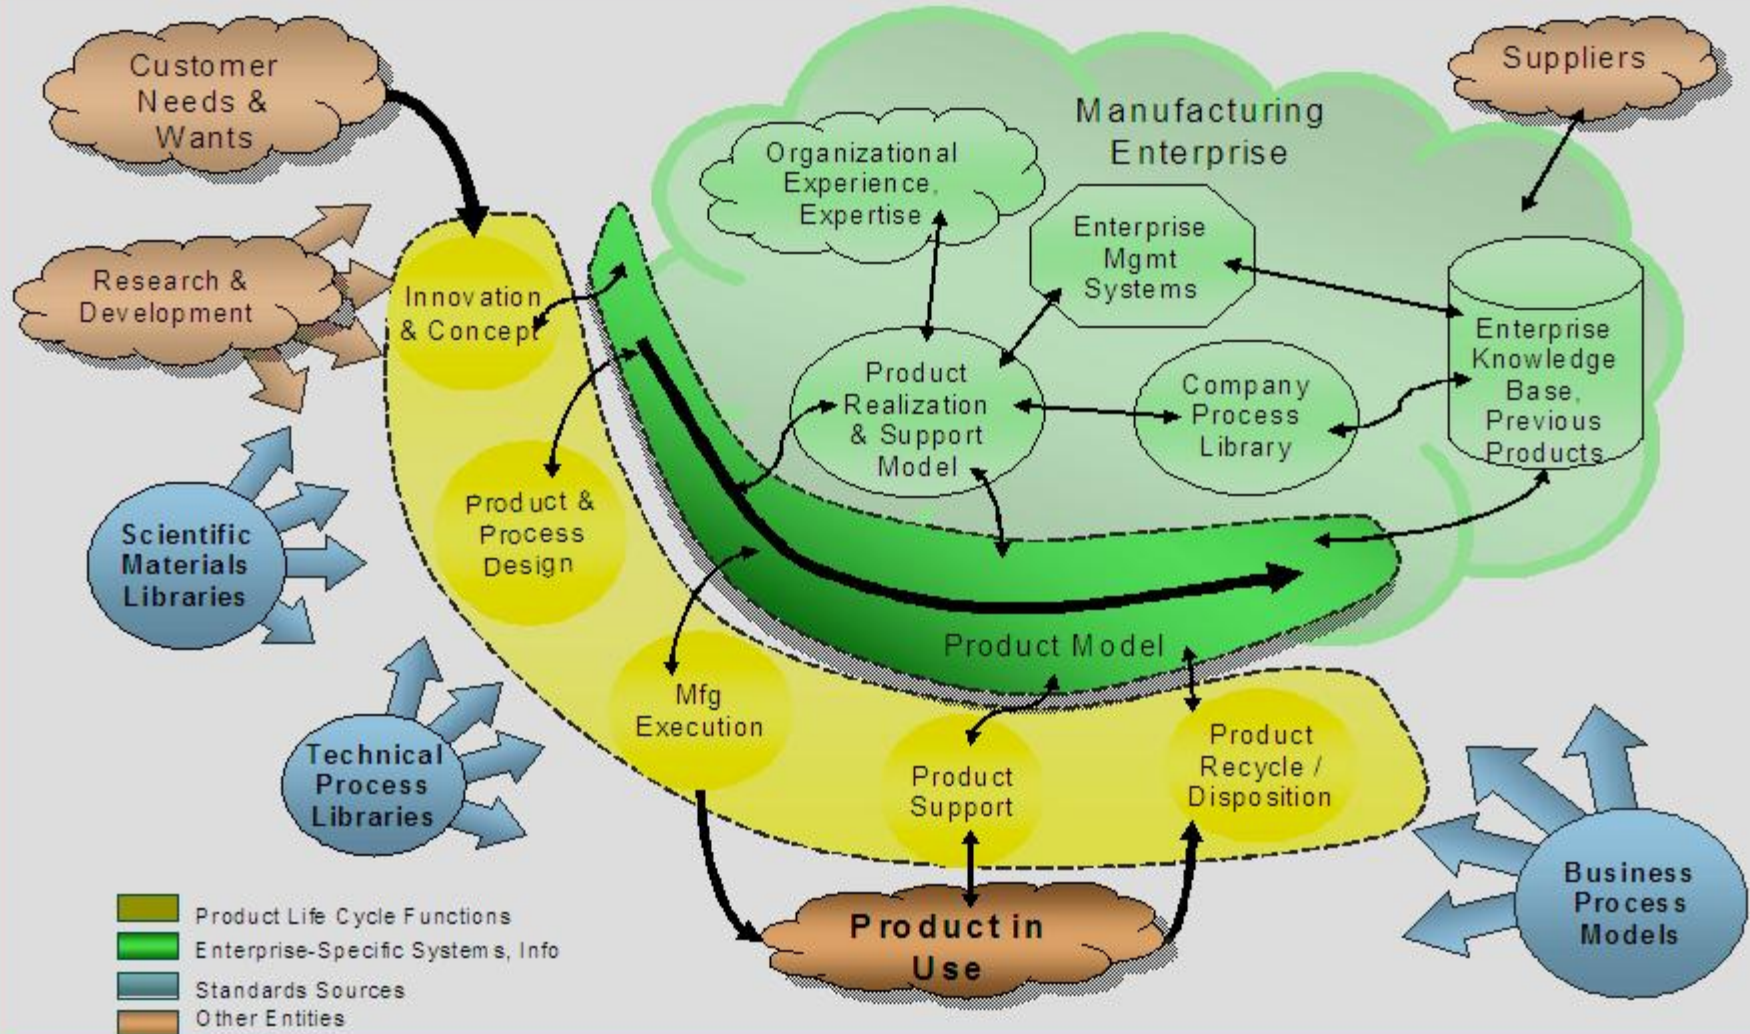 Customer
Needs &
Wants
Suppliers
Manufacturing
Enterprise
Organizational
Experience,
Expertise
Enterprise
Mgmt
Systems
Research &
Development
Innovation
& Concept
Enterprise
Knowledge
Base,
Previous
Products
Product
Realization
& Support
Model
Company
Process
Library
Product &
Process
Design
Scientific
Materials
Libraries
Product Model
Mfg
Execution
Product
Support
Product
Recycle /
Disposition
Technical
Process
Libraries
Business
Process
Models
Product in
Use
Product Life Cycle Functions
Enterprise-Specific Systems, Info
Standards Sources
Other Entities